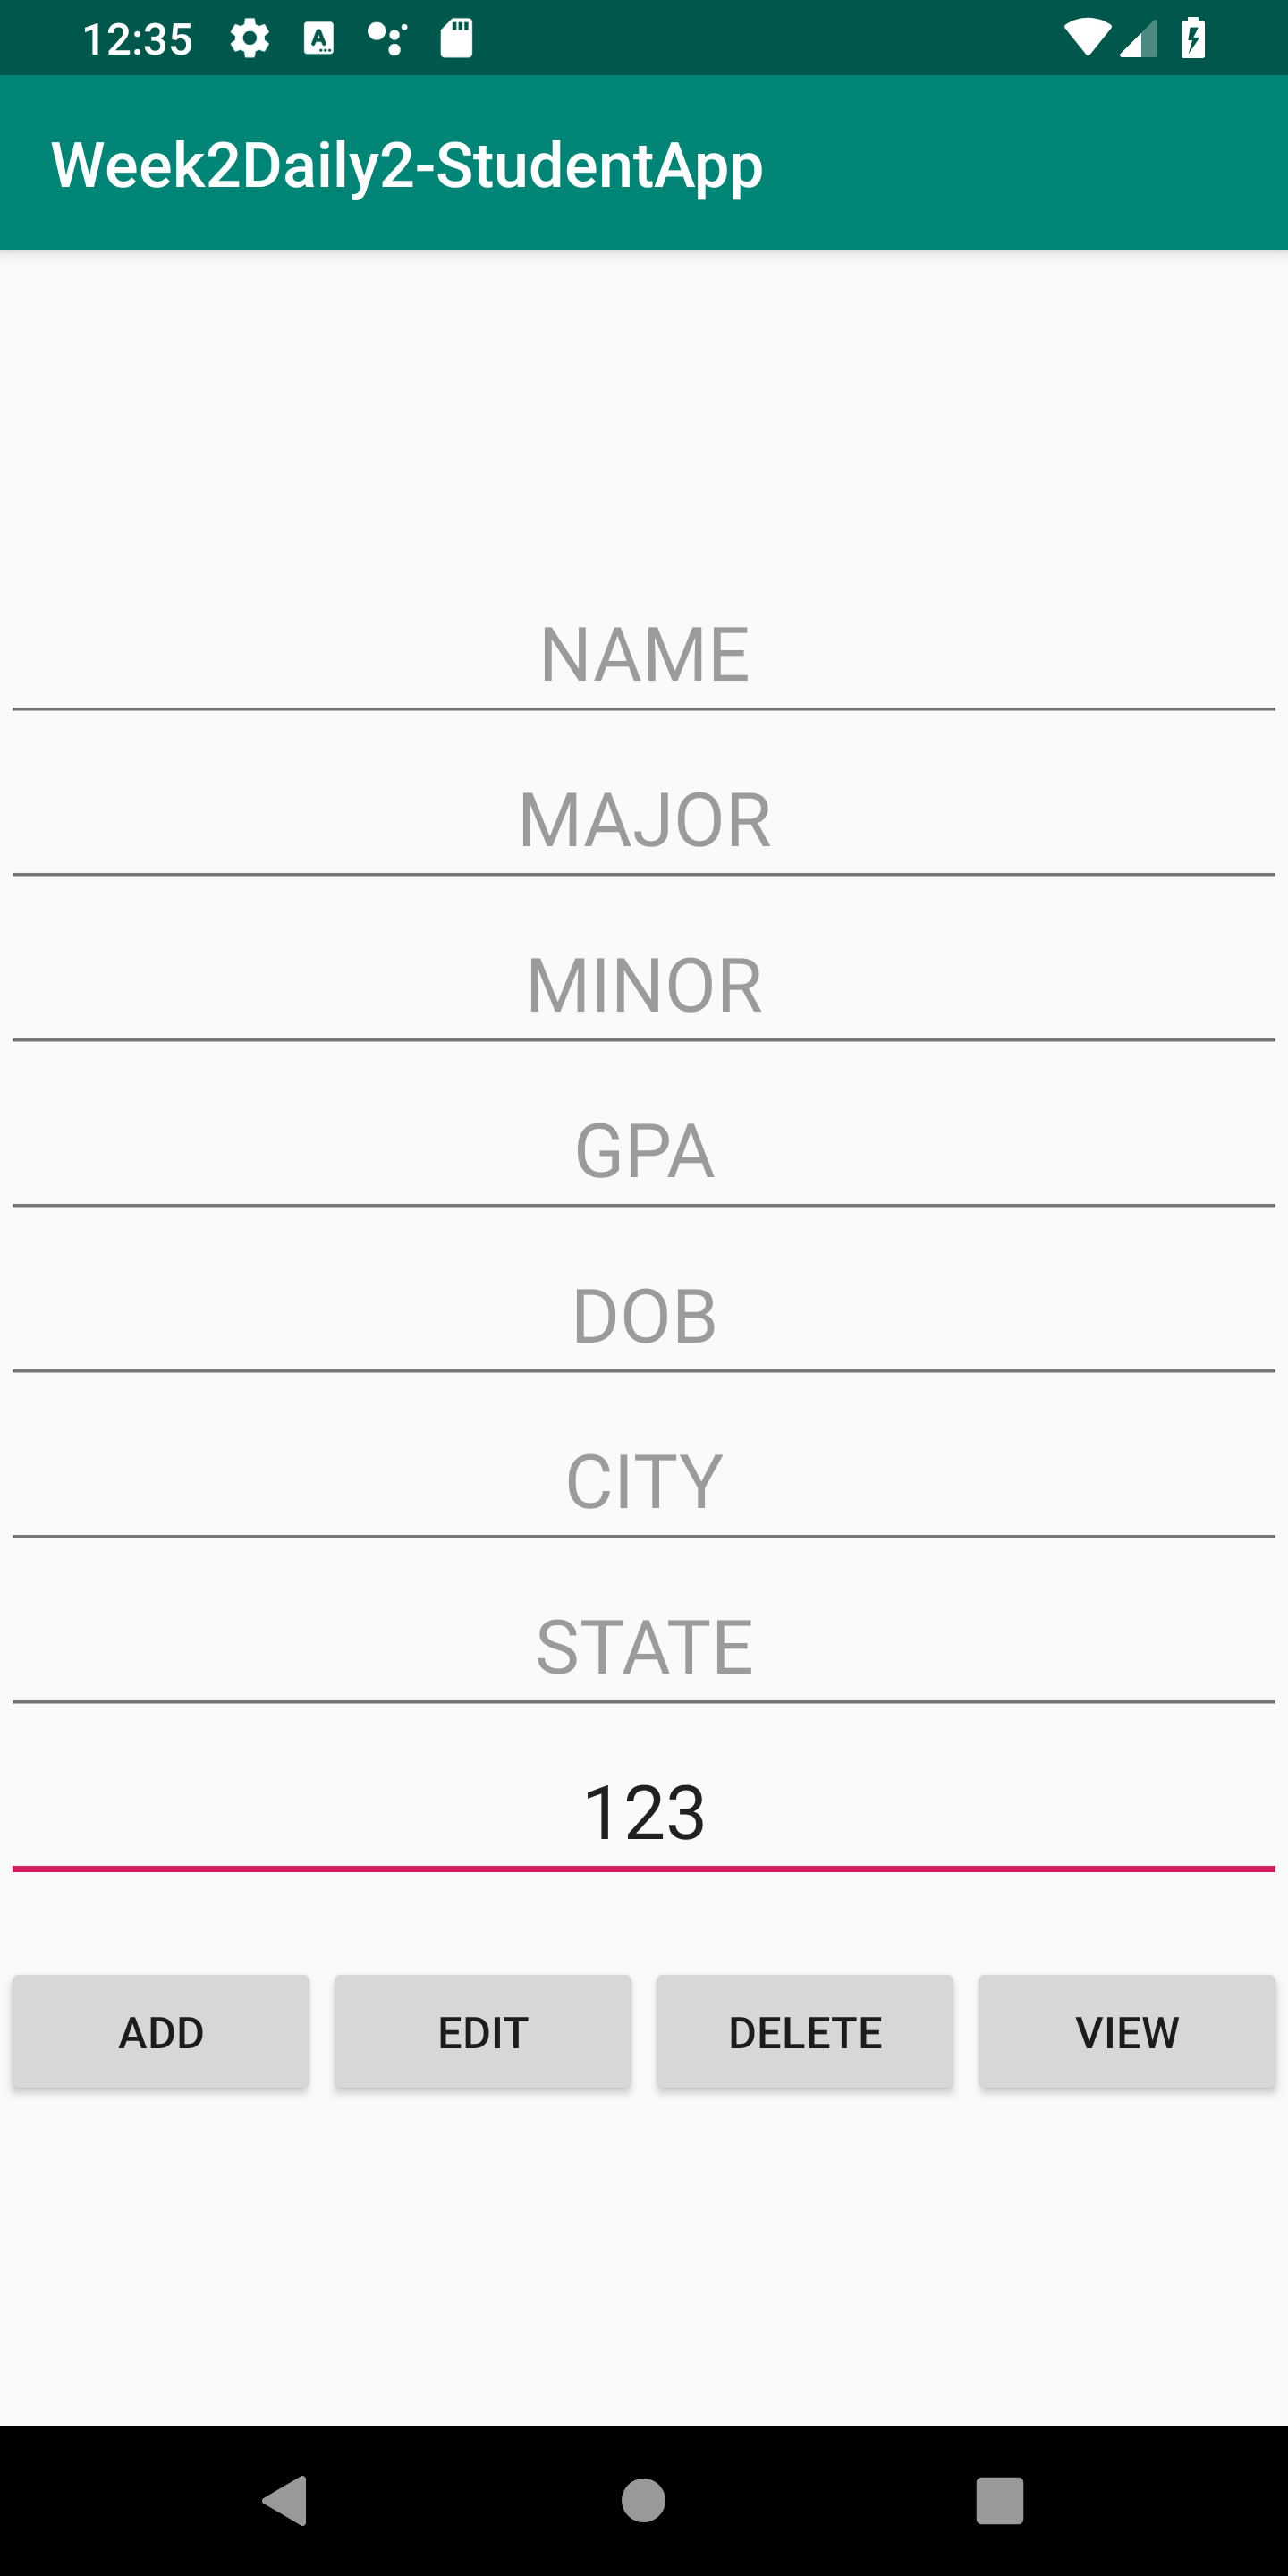 12:35
Week2Daily2-StudentApp
NAME
MAJOR
MINOR
GPA
DOB
CITY
STATE
123
ADD EDIT DELETE VIEW